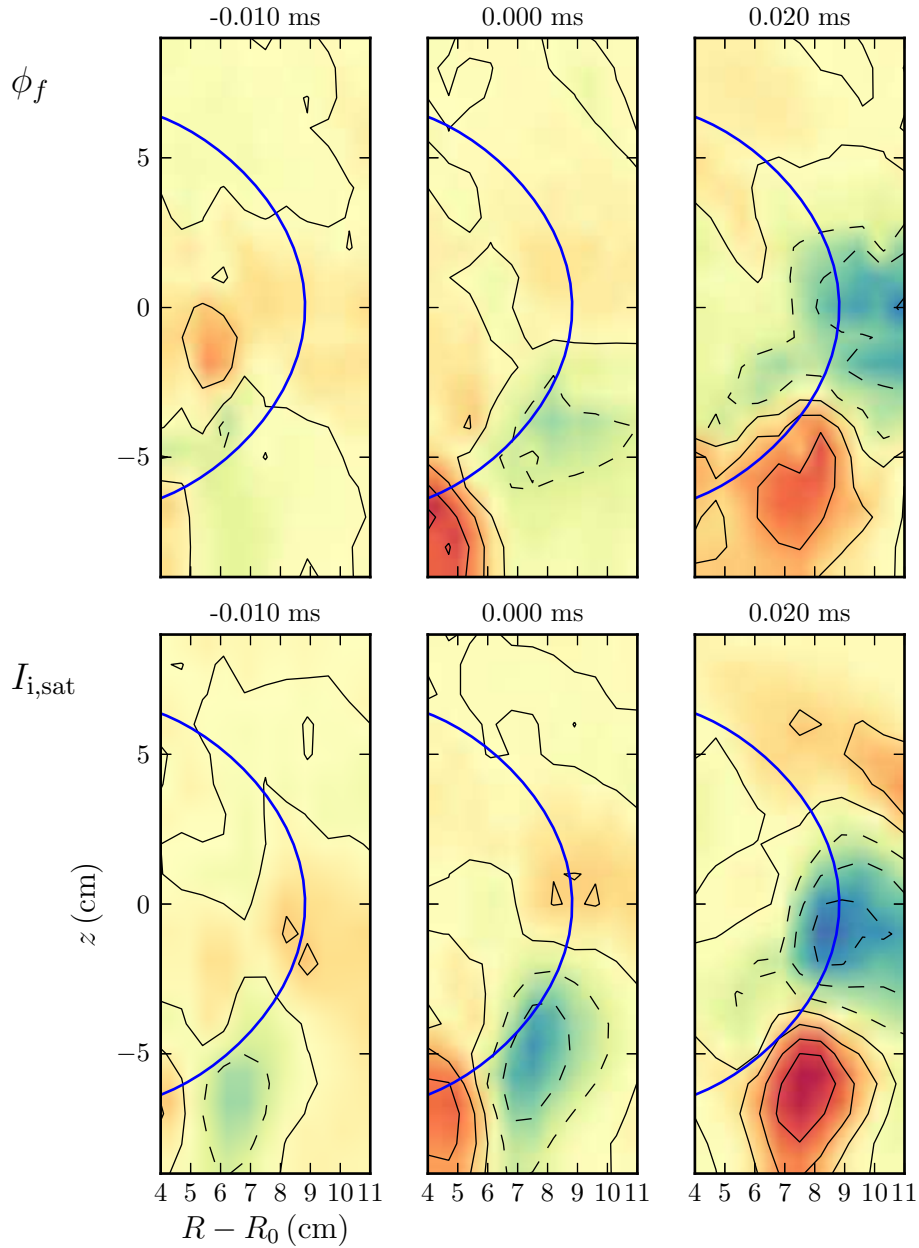 -0.010 ms 0.000 ms 0.020 ms
ϕ_f
5
0
−5
-0.010 ms 0.000 ms 0.020 ms
I_{i,sat}
5
0
−5
z (cm)
4 5 6 7 8 9 10 11 4 5 6 7 8 9 10 11 4 5 6 7 8 9 10 11
R − R_0 (cm)